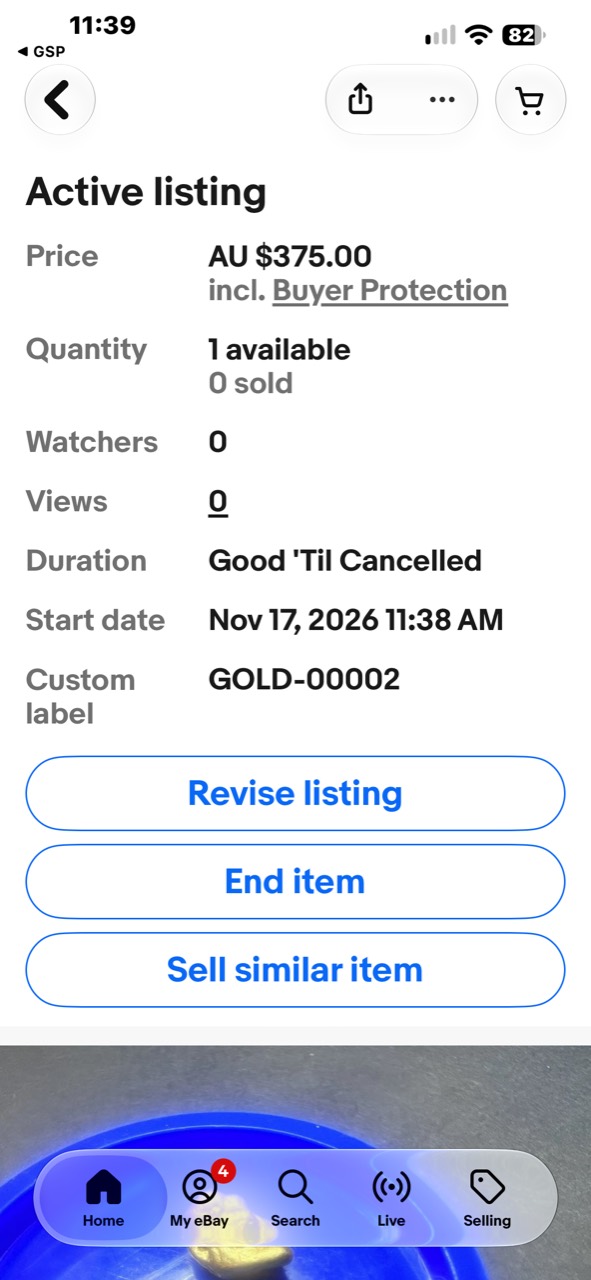 11:39
82
◀ GSP
Active listing
Price
AU $375.00
incl. Buyer Protection
Quantity
1 available
0 sold
Watchers
0
Views
0
Duration
Good 'Til Cancelled
Start date
Nov 17, 2026 11:38 AM
Custom label
GOLD-00002
Revise listing
End item
Sell similar item
4
Home
My eBay
Search
Live
Selling